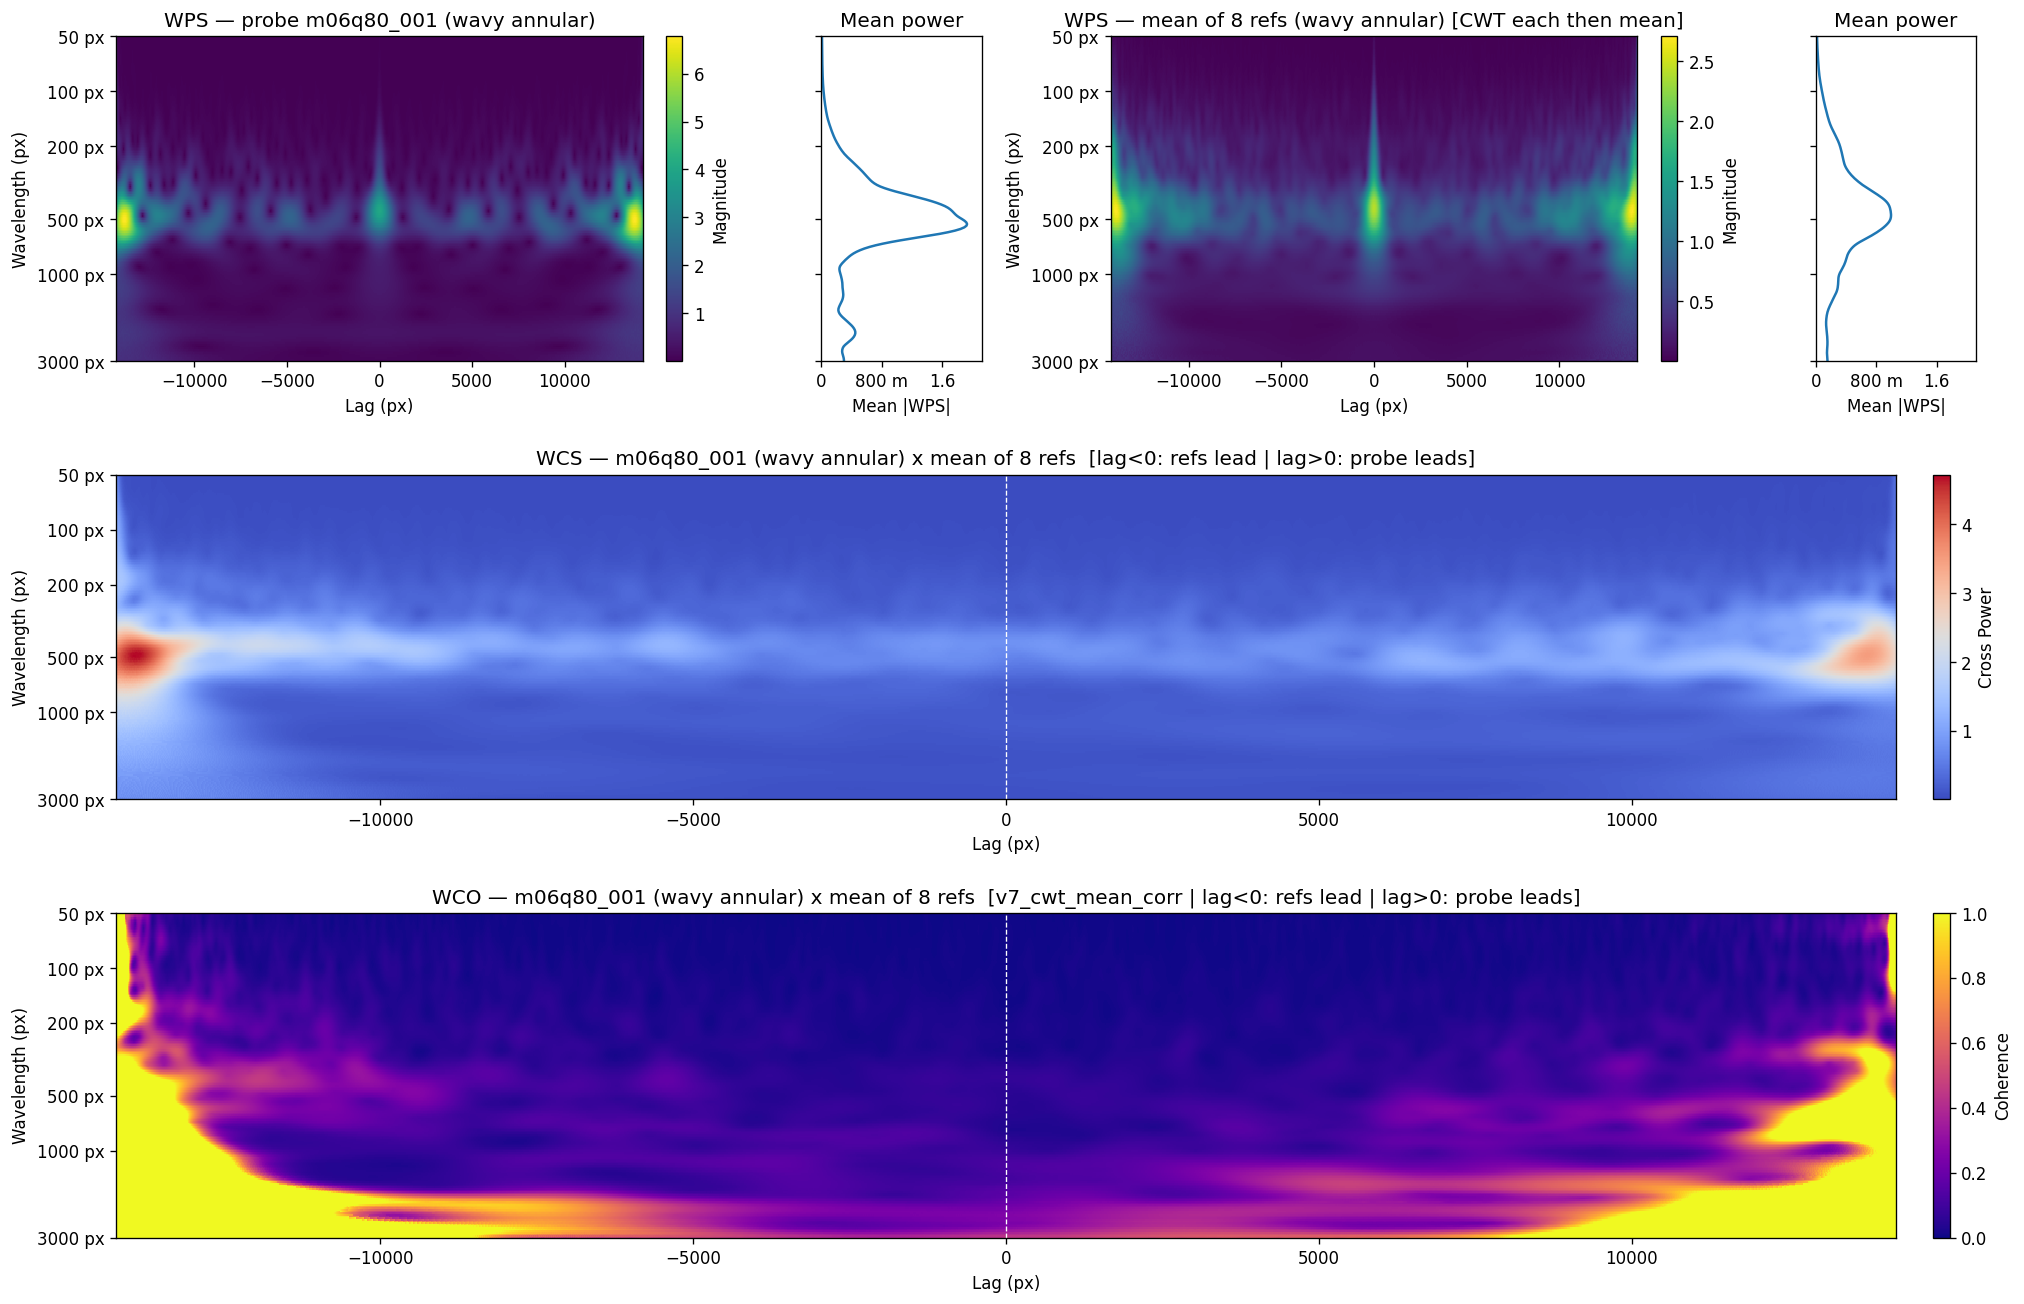 WPS — probe m06q80_001 (wavy annular)
Mean power
WPS — mean of 8 refs (wavy annular) [CWT each then mean]
Mean power
50 px
100 px
200 px
500 px
1000 px
3000 px
Wavelength (px)
−10000 −5000 0 5000 10000
Lag (px)
6
5
4
3
2
1
Magnitude
0 800 m 1.6
Mean |WPS|
50 px
100 px
200 px
500 px
1000 px
3000 px
Wavelength (px)
−10000 −5000 0 5000 10000
Lag (px)
2.5
2.0
1.5
1.0
0.5
Magnitude
0 800 m 1.6
Mean |WPS|
WCS — m06q80_001 (wavy annular) x mean of 8 refs [lag<0: refs lead | lag>0: probe leads]
50 px
100 px
200 px
500 px
1000 px
3000 px
Wavelength (px)
−10000 −5000 0 5000 10000
Lag (px)
4
3
2
1
Cross Power
WCO — m06q80_001 (wavy annular) x mean of 8 refs [v7_cwt_mean_corr | lag<0: refs lead | lag>0: probe leads]
50 px
100 px
200 px
500 px
1000 px
3000 px
Wavelength (px)
−10000 −5000 0 5000 10000
Lag (px)
1.0
0.8
0.6
0.4
0.2
0.0
Coherence